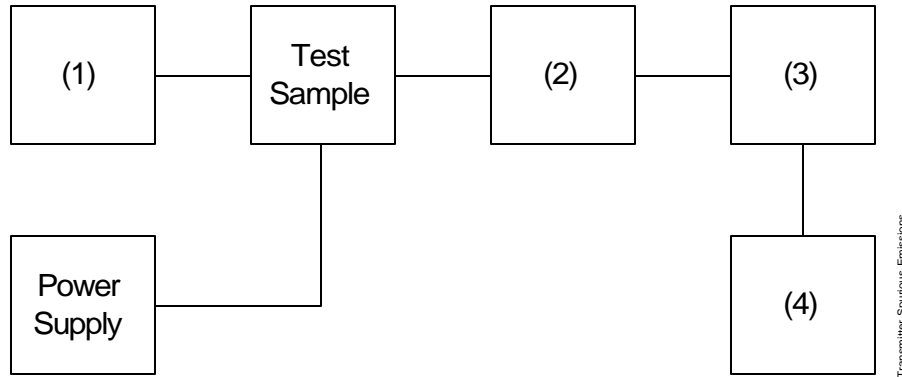 (1)
Test
Sample
(2)
(3)
Power
Supply
(4)
Transmitter Spurious Emissions